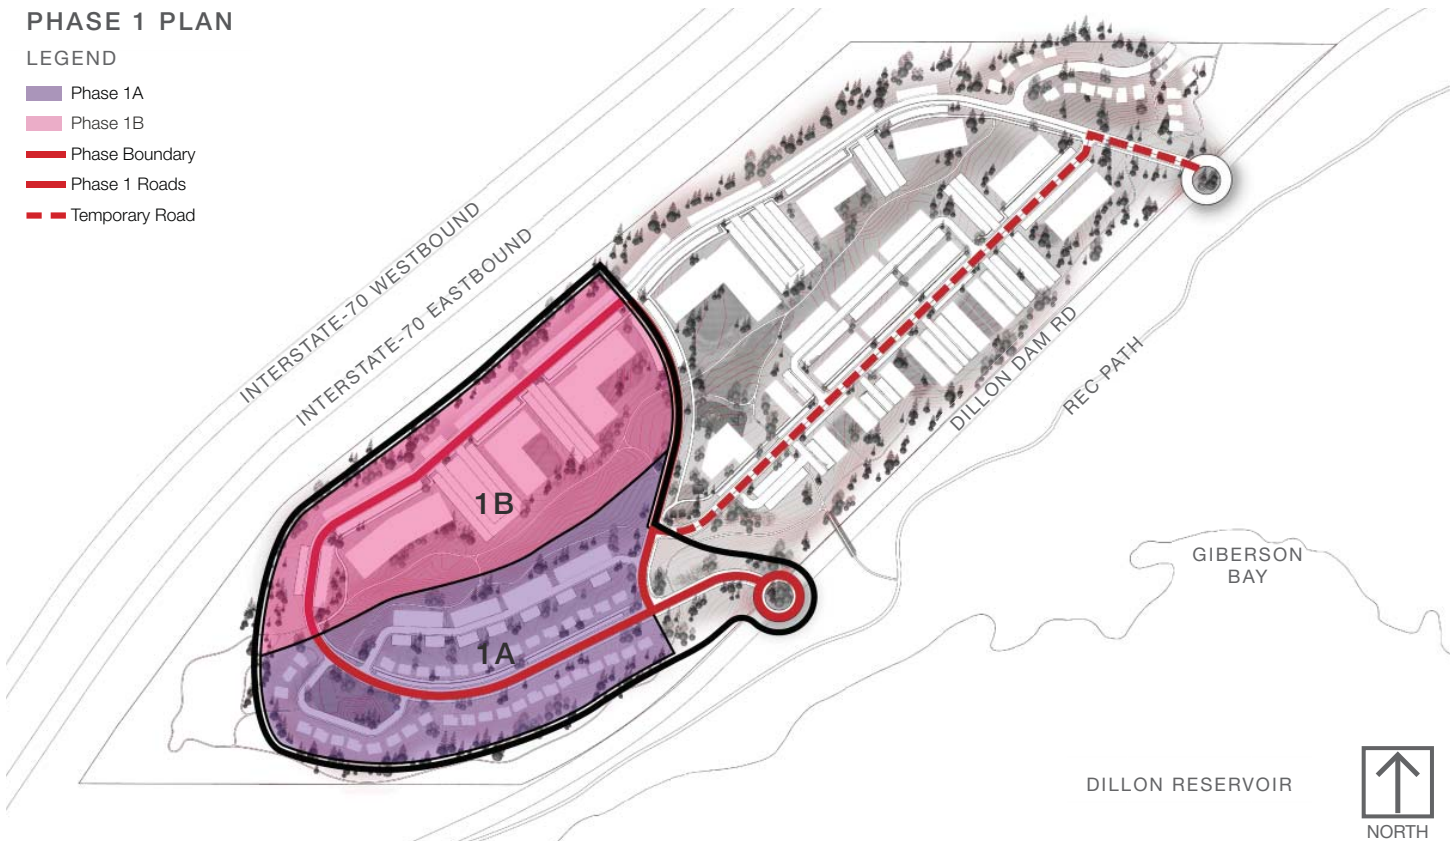 PHASE 1 PLAN
LEGEND
Phase 1A
Phase 1B
Phase Boundary
Phase 1 Roads
Temporary Road
INTERSTATE-70 WESTBOUND
INTERSTATE-70 EASTBOUND
DILLON DAM RD
REC PATH
1B
1A
GIBERSON
BAY
DILLON RESERVOIR
NORTH